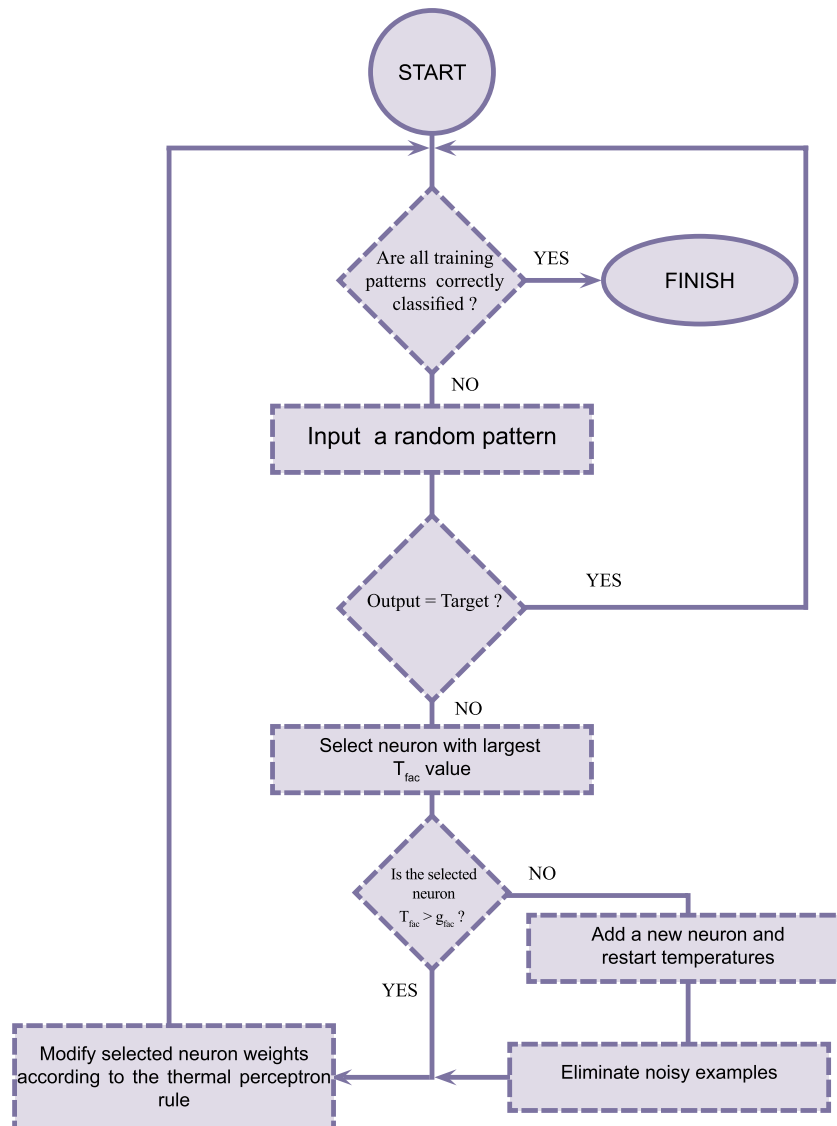 START
Are all training
patterns correctly
classified ?
YES
FINISH
NO
Input a random pattern
Output = Target ?
YES
NO
Select neuron with largest
Tfac value
Is the selected
neuron
Tfac > gfac ?
NO
Add a new neuron and
restart temperatures
YES
Modify selected neuron weights
according to the thermal perceptron
rule
Eliminate noisy examples